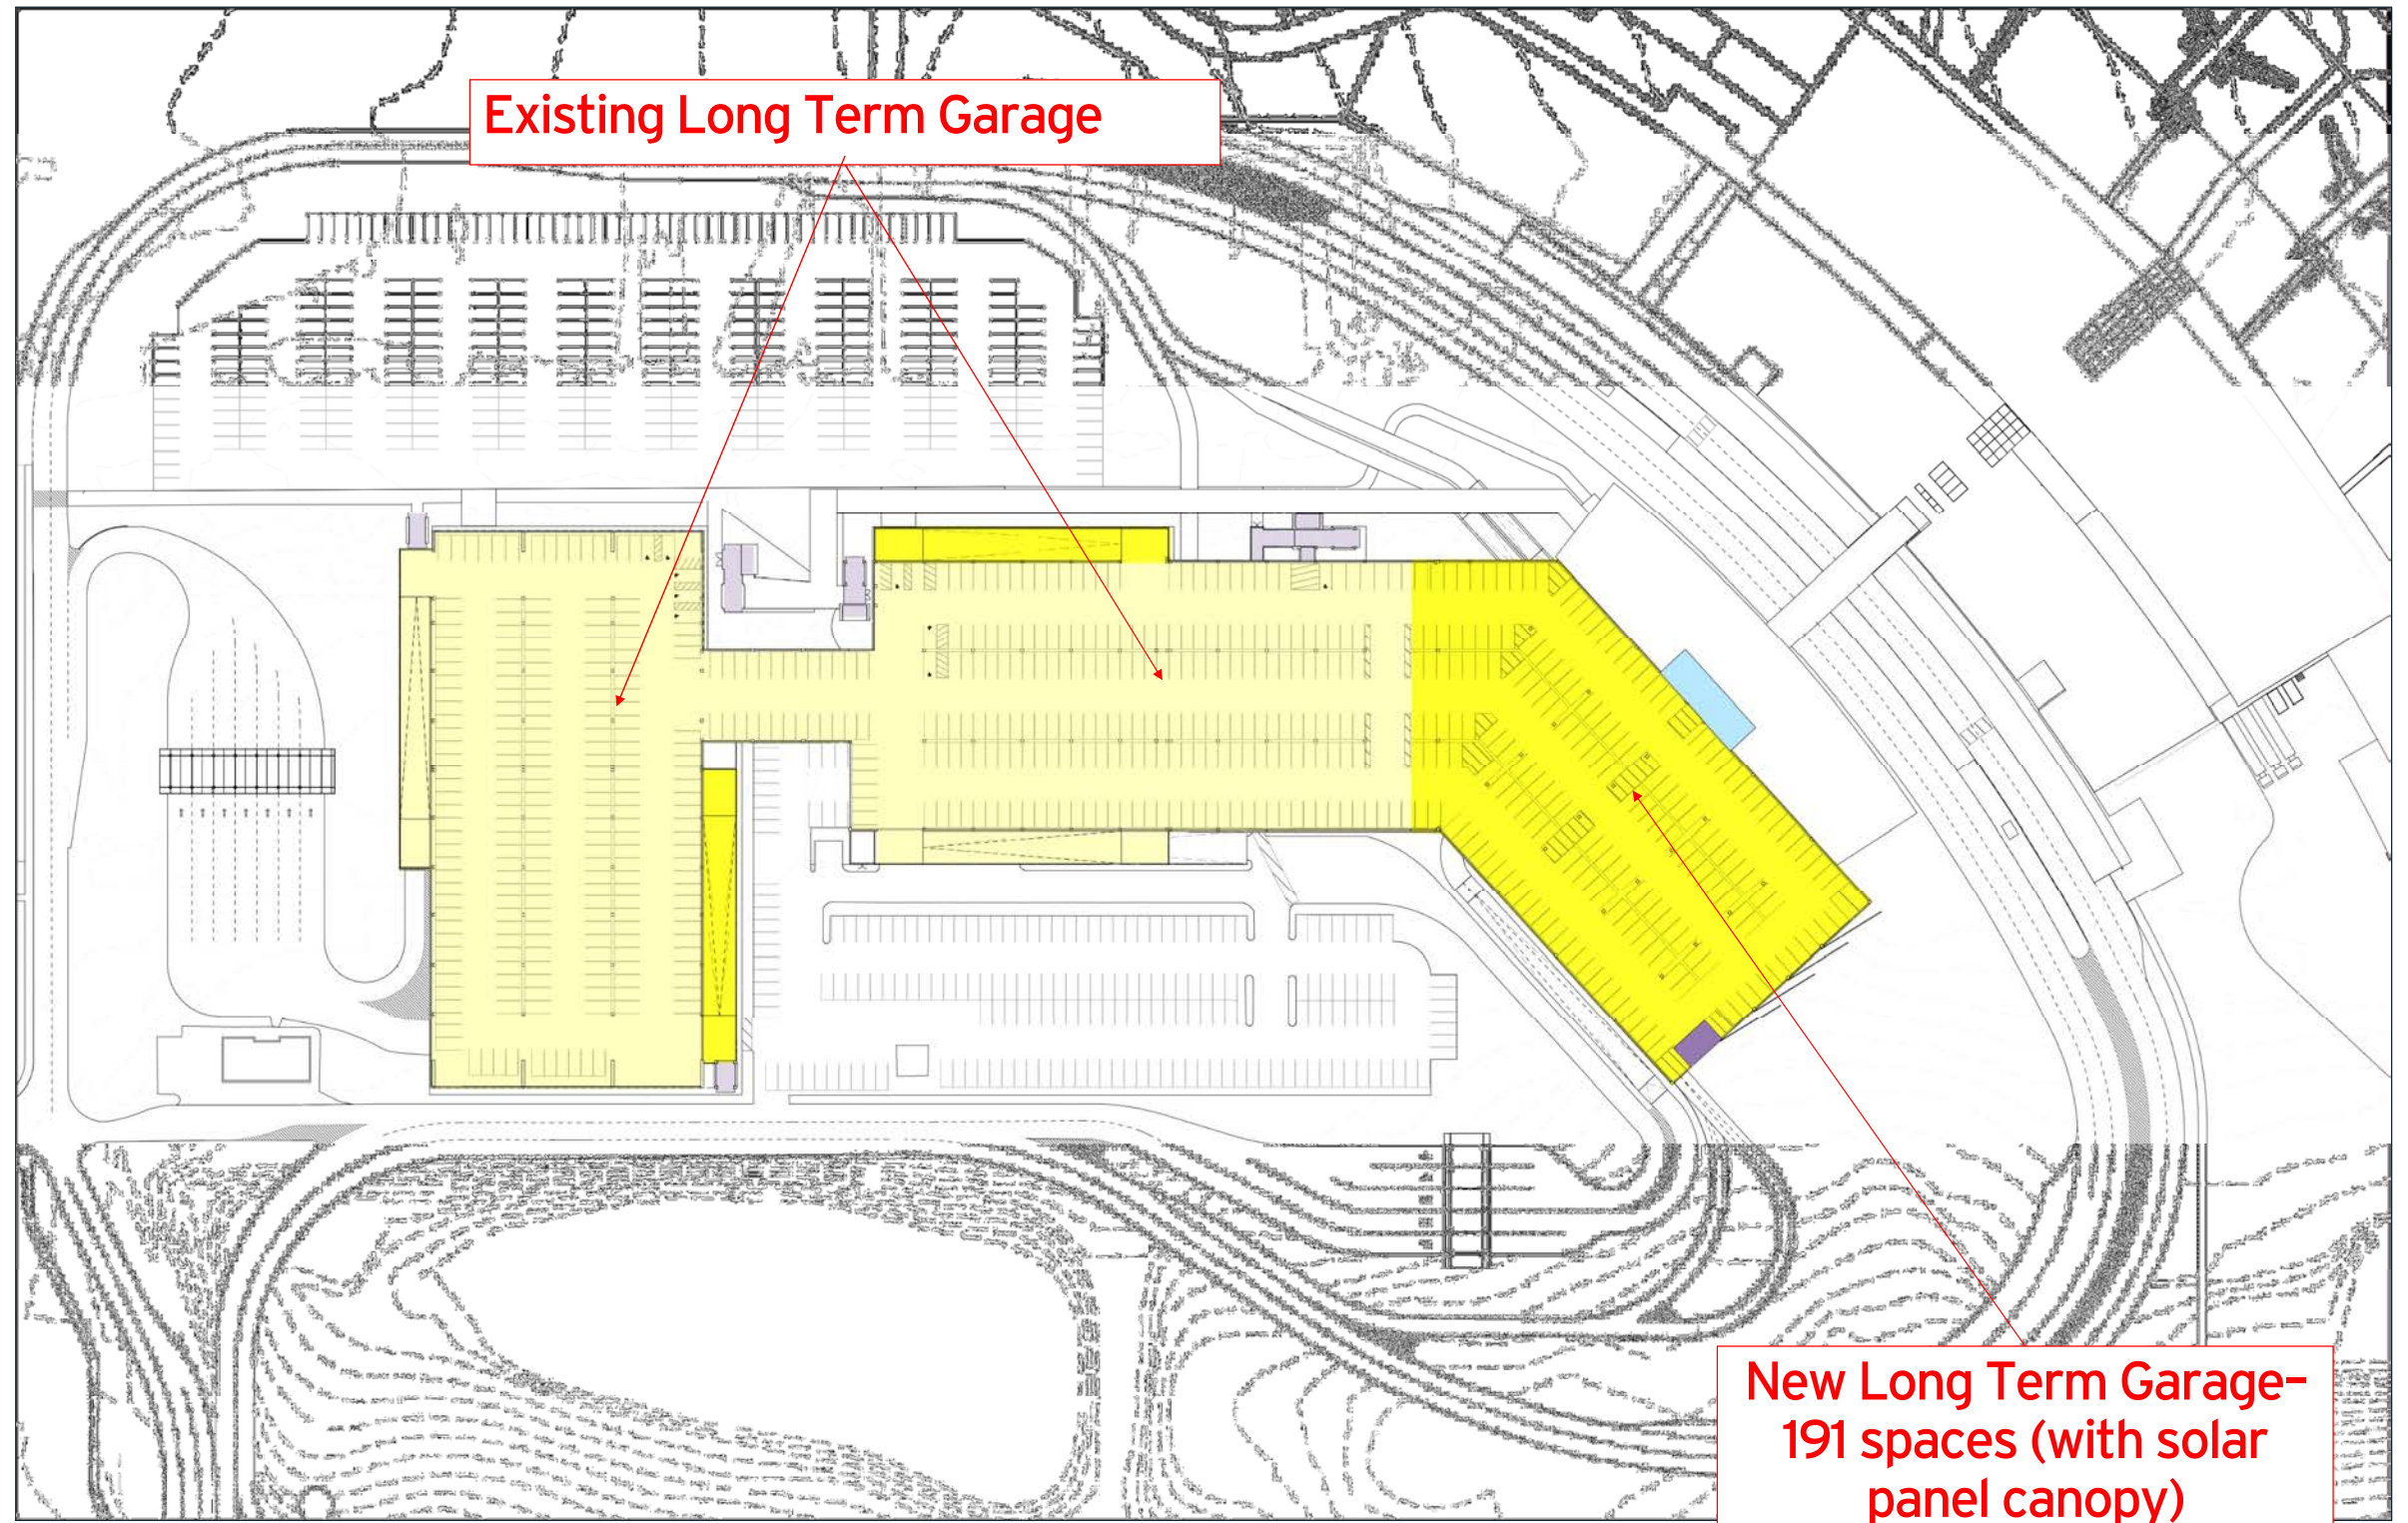 Existing Long Term Garage
New Long Term Garage-
191 spaces (with solar
panel canopy)